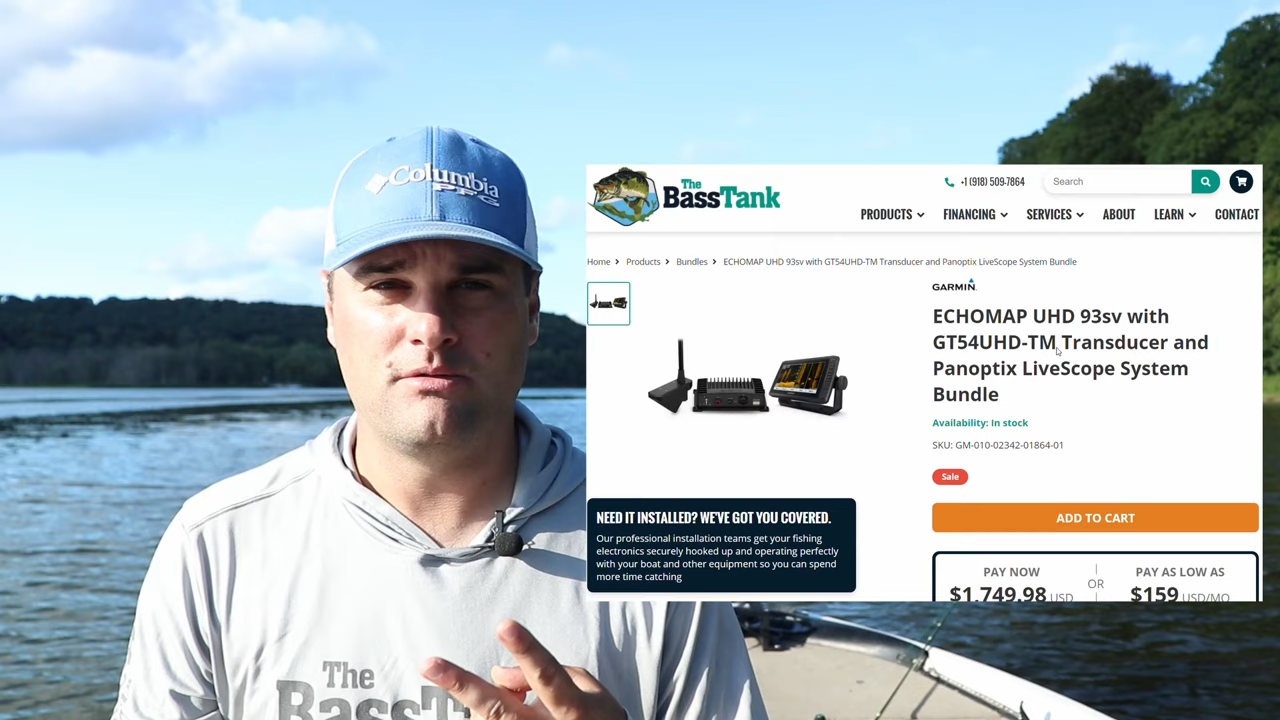 Columbia
PFG
The
BassT
The
BassTank
+1 (918) 509-7864
Search
PRODUCTS
FINANCING
SERVICES
ABOUT
LEARN
CONTACT
Home > Products > Bundles > ECHOMAP UHD 93sv with GT54UHD-TM Transducer and Panoptix LiveScope System Bundle
GARMIN
ECHOMAP UHD 93sv with
GT54UHD-TM Transducer and
Panoptix LiveScope System
Bundle
Availability: In stock
SKU: GM-010-02342-01864-01
Sale
ADD TO CART
NEED IT INSTALLED? WE'VE GOT YOU COVERED.
Our professional installation teams get your fishing
electronics securely hooked up and operating perfectly
with your boat and other equipment so you can spend
more time catching
PAY NOW
OR
PAY AS LOW AS
$1,749.98 USD
$159 USD/MO